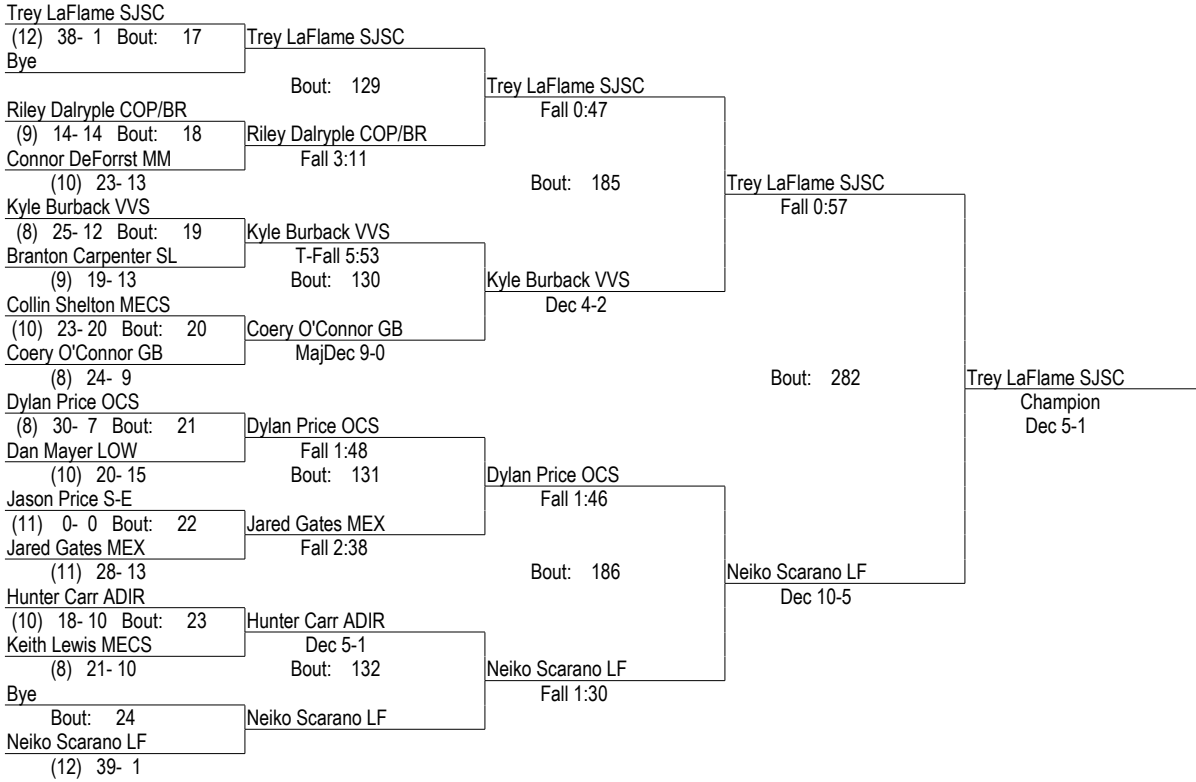 Trey LaFlame SJSC
(12) 38- 1 Bout: 17 Trey LaFlame SJSC
Bye
Bout: 129 Trey LaFlame SJSC
Riley Dalryple COP/BR Fall 0:47
(9) 14- 14 Bout: 18 Riley Dalryple COP/BR
Connor DeForrst MM Fall 3:11
(10) 23- 13 Bout: 185 Trey LaFlame SJSC
Kyle Burback VVS Fall 0:57
(8) 25- 12 Bout: 19 Kyle Burback VVS
Branton Carpenter SL T-Fall 5:53
(9) 19- 13 Bout: 130 Kyle Burback VVS
Collin Shelton MECS Dec 4-2
(10) 23- 20 Bout: 20 Coery O'Connor GB
Coery O'Connor GB MajDec 9-0
(8) 24- 9 Bout: 282 Trey LaFlame SJSC
Dylan Price OCS Champion
(8) 30- 7 Bout: 21 Dylan Price OCS Dec 5-1
Dan Mayer LOW Fall 1:48
(10) 20- 15 Bout: 131 Dylan Price OCS
Jason Price S-E Fall 1:46
(11) 0- 0 Bout: 22 Jared Gates MEX
Jared Gates MEX Fall 2:38
(11) 28- 13 Bout: 186 Neiko Scarano LF
Hunter Carr ADIR Dec 10-5
(10) 18- 10 Bout: 23 Hunter Carr ADIR
Keith Lewis MECS Dec 5-1
(8) 21- 10 Bout: 132 Neiko Scarano LF
Bye Fall 1:30
Bout: 24 Neiko Scarano LF
Neiko Scarano LF
(12) 39- 1